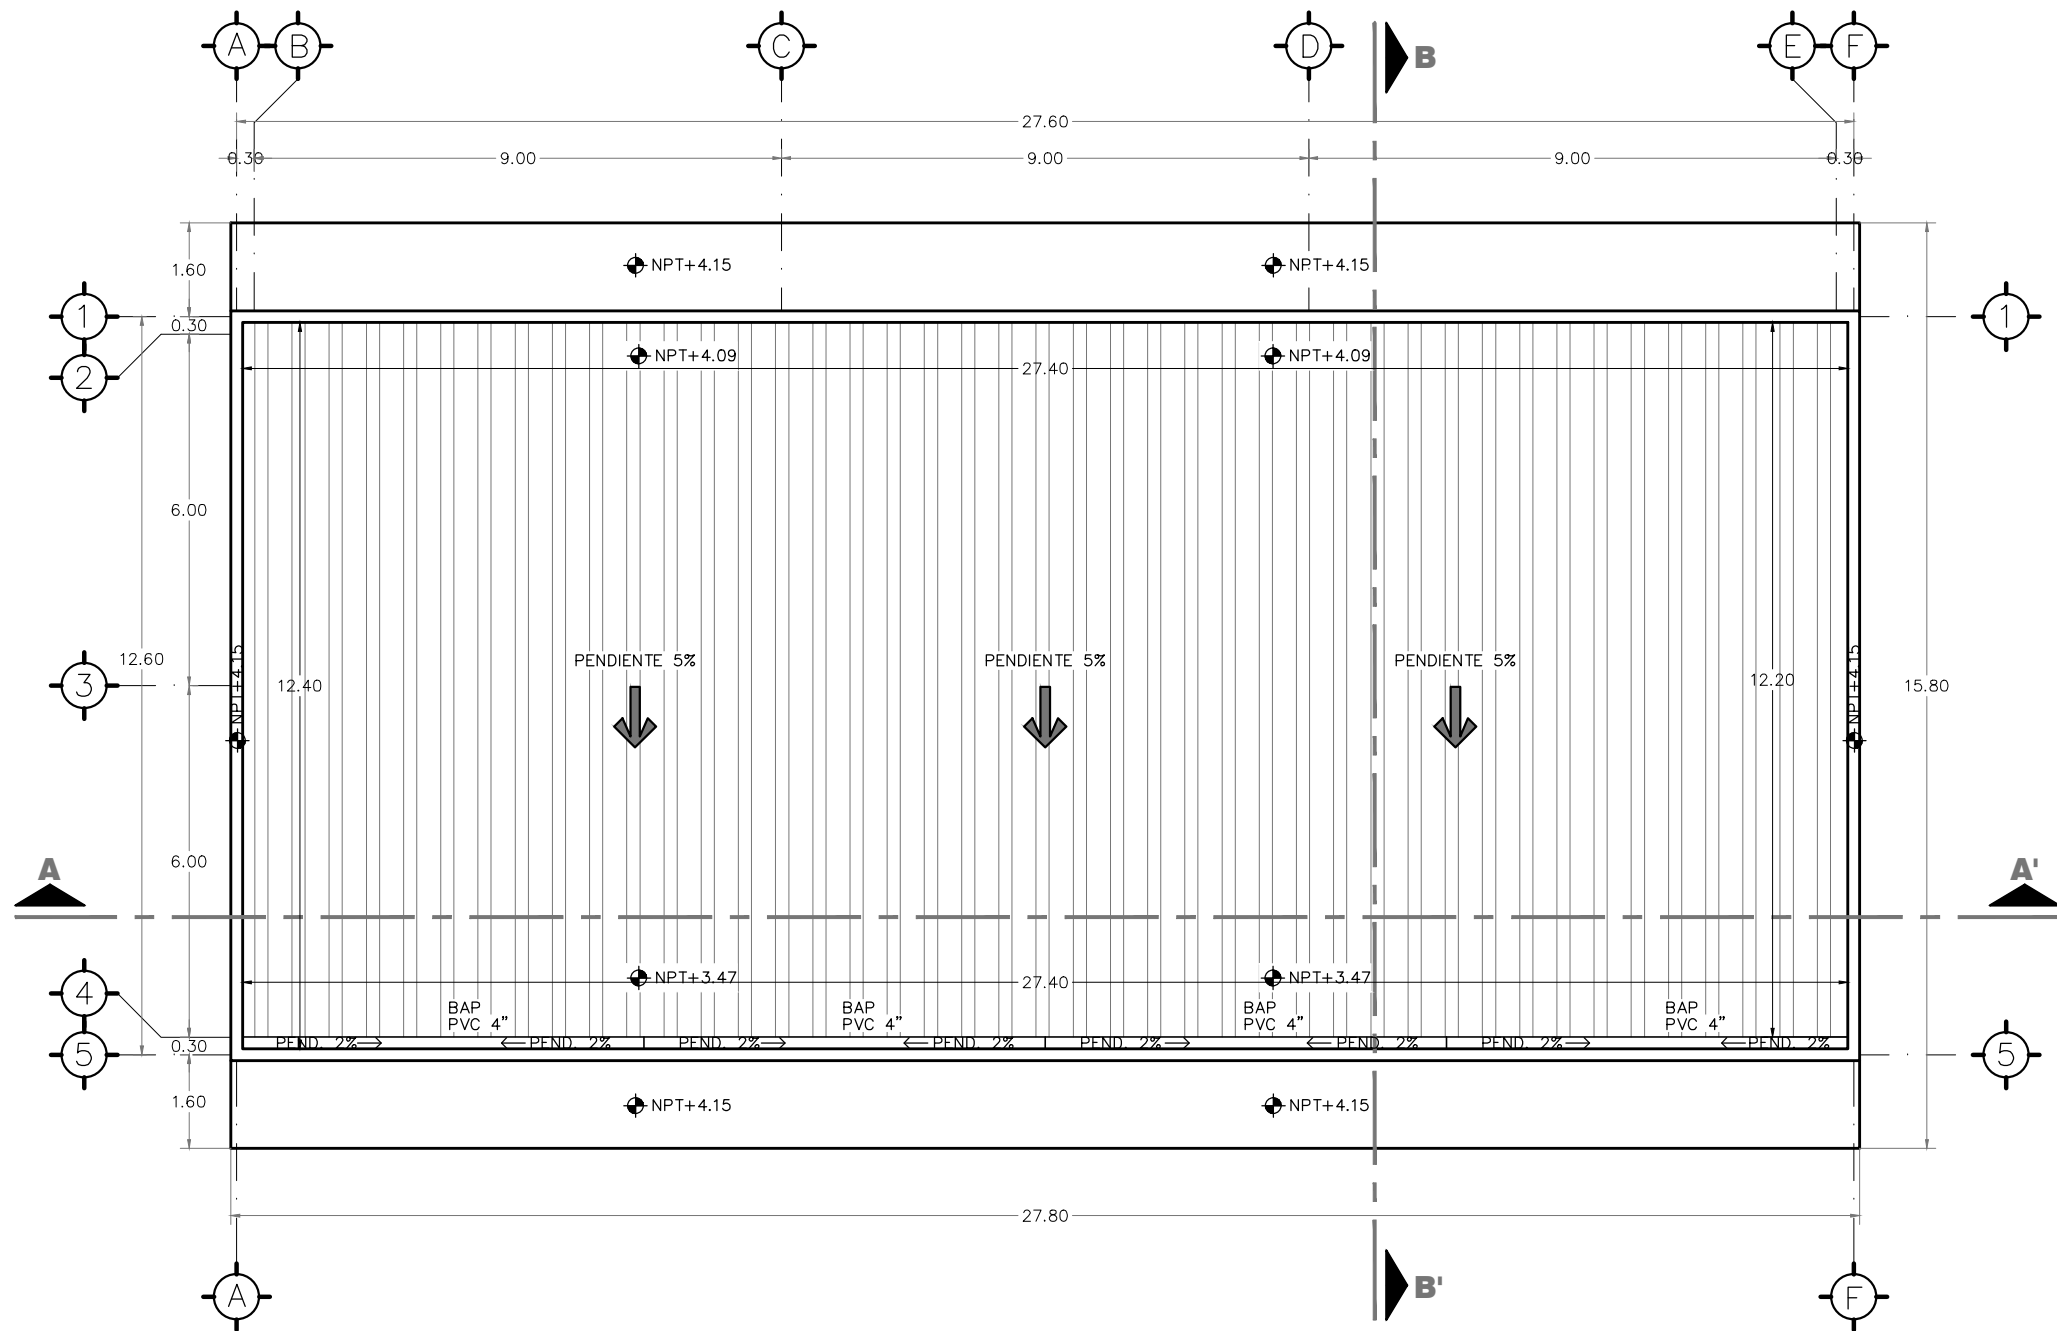 A B C D E F
B
27.60
0.30 9.00 9.00 9.00 0.30
1.60
NPT+4.15 NPT+4.15
1 1
0.30
2
NPT+4.09 NPT+4.09
27.40
6.00
3
12.60
NPT+4.15
12.40
PENDIENTE 5% PENDIENTE 5% PENDIENTE 5%
12.20
NPT+4.15
15.80
6.00
A A'
NPT+3.47 NPT+3.47
27.40
4
BAP BAP BAP BAP
PVC 4" PVC 4" PVC 4" PVC 4"
0.30
PEND. 2% PEND. 2% PEND. 2% PEND. 2% PEND. 2% PEND. 2% PEND. 2% PEND. 2%
5 5
1.60
NPT+4.15 NPT+4.15
27.80
B'
A F